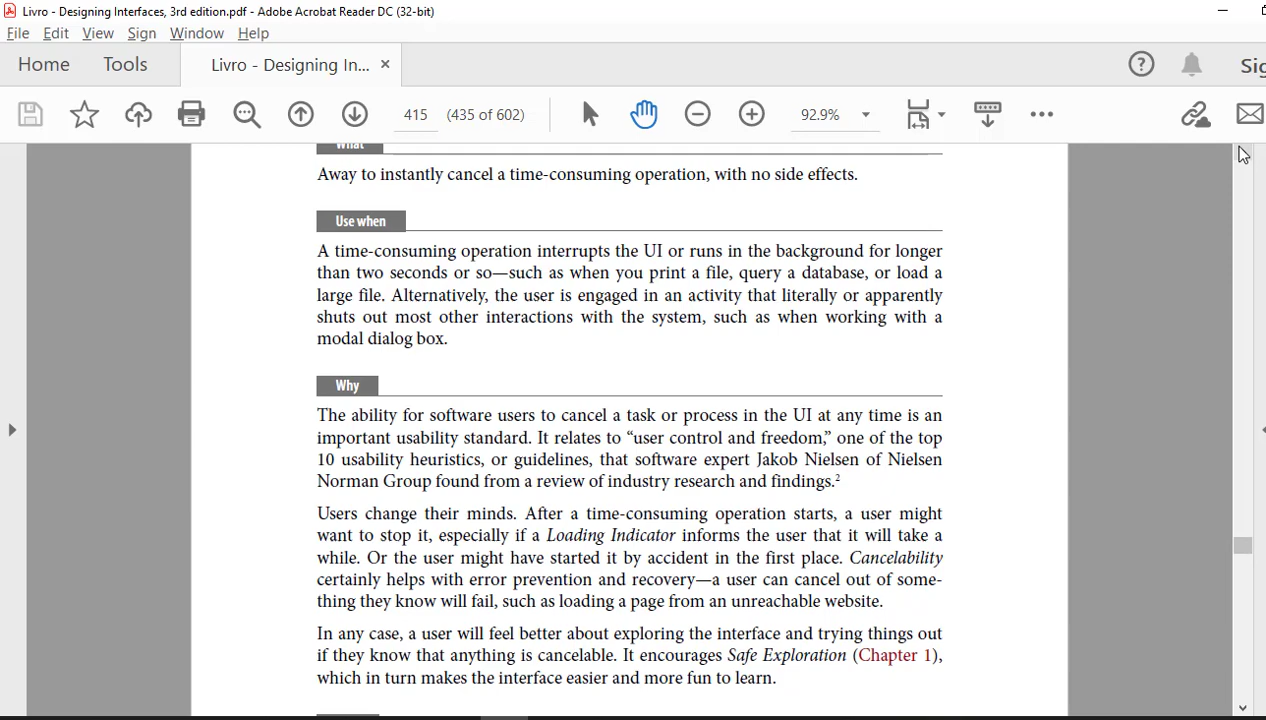 Livro - Designing Interfaces, 3rd edition.pdf - Adobe Acrobat Reader DC (32-bit)
File Edit View Sign Window Help
Home Tools Livro - Designing In... ×
415 (435 of 602) 92.9%
What
Away to instantly cancel a time-consuming operation, with no side effects.
Use when
A time-consuming operation interrupts the UI or runs in the background for longer
than two seconds or so—such as when you print a file, query a database, or load a
large file. Alternatively, the user is engaged in an activity that literally or apparently
shuts out most other interactions with the system, such as when working with a
modal dialog box.
Why
The ability for software users to cancel a task or process in the UI at any time is an
important usability standard. It relates to “user control and freedom,” one of the top
10 usability heuristics, or guidelines, that software expert Jakob Nielsen of Nielsen
Norman Group found from a review of industry research and findings.²
Users change their minds. After a time-consuming operation starts, a user might
want to stop it, especially if a Loading Indicator informs the user that it will take a
while. Or the user might have started it by accident in the first place. Cancelability
certainly helps with error prevention and recovery—a user can cancel out of some-
thing they know will fail, such as loading a page from an unreachable website.
In any case, a user will feel better about exploring the interface and trying things out
if they know that anything is cancelable. It encourages Safe Exploration (Chapter 1),
which in turn makes the interface easier and more fun to learn.